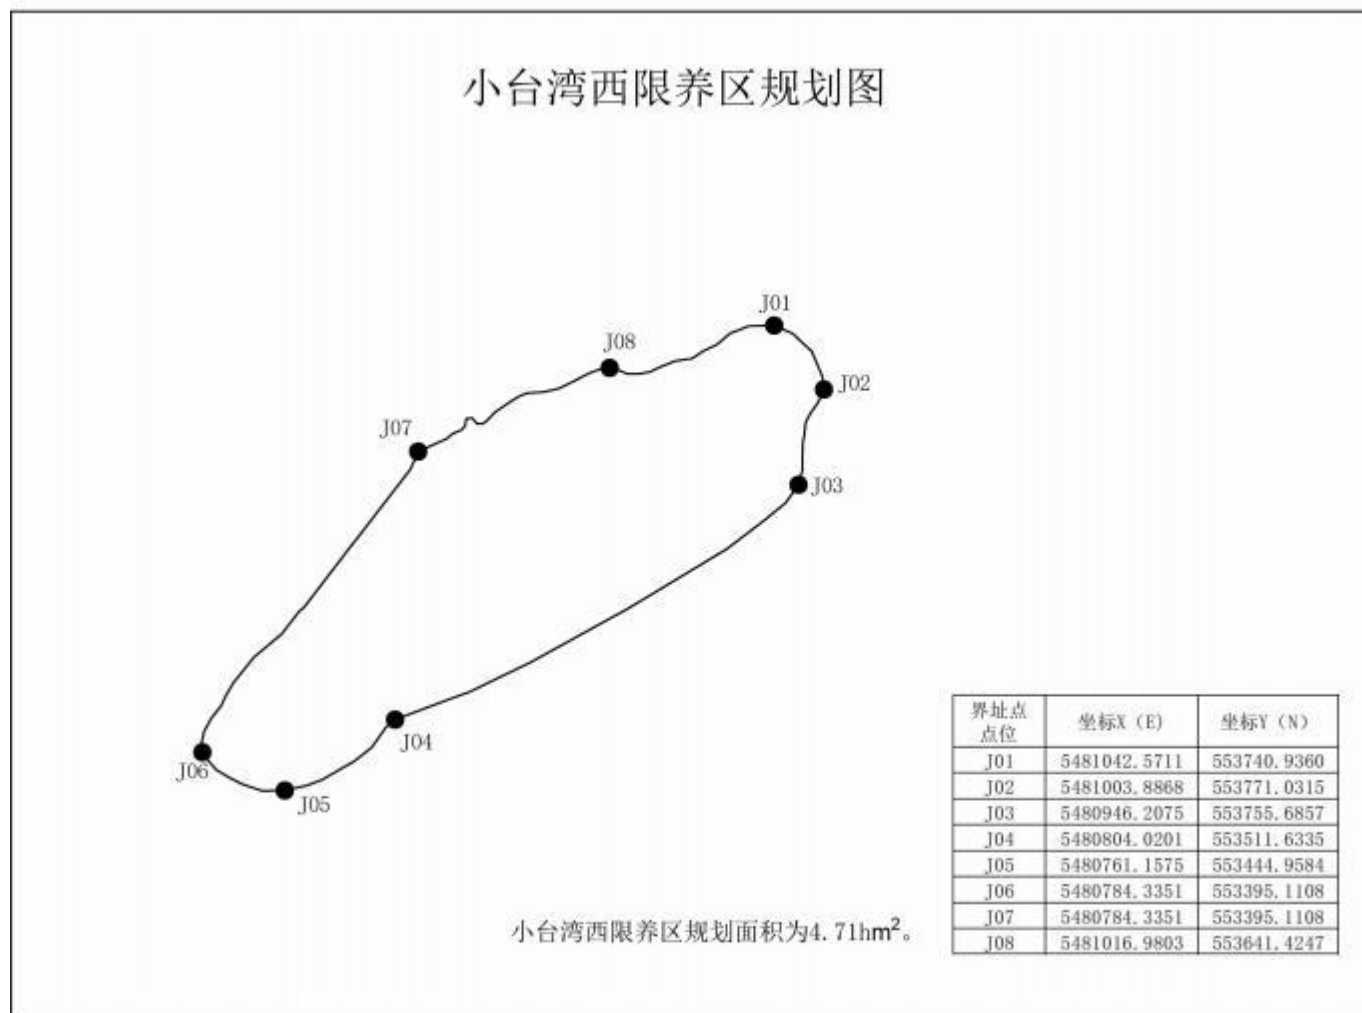 小台湾西限养区规划图
J01
J08
J02
J07
J03
J04
J06
J05
界址点点位 坐标X（E） 坐标Y（N）
J01 5481042.5711 553740.9360
J02 5481003.8868 553771.0315
J03 5480946.2075 553755.6857
J04 5480804.0201 553511.6335
J05 5480761.1575 553444.9584
J06 5480784.3351 553395.1108
J07 5480784.3351 553395.1108
J08 5481016.9803 553641.4247
小台湾西限养区规划面积为4.71hm²。